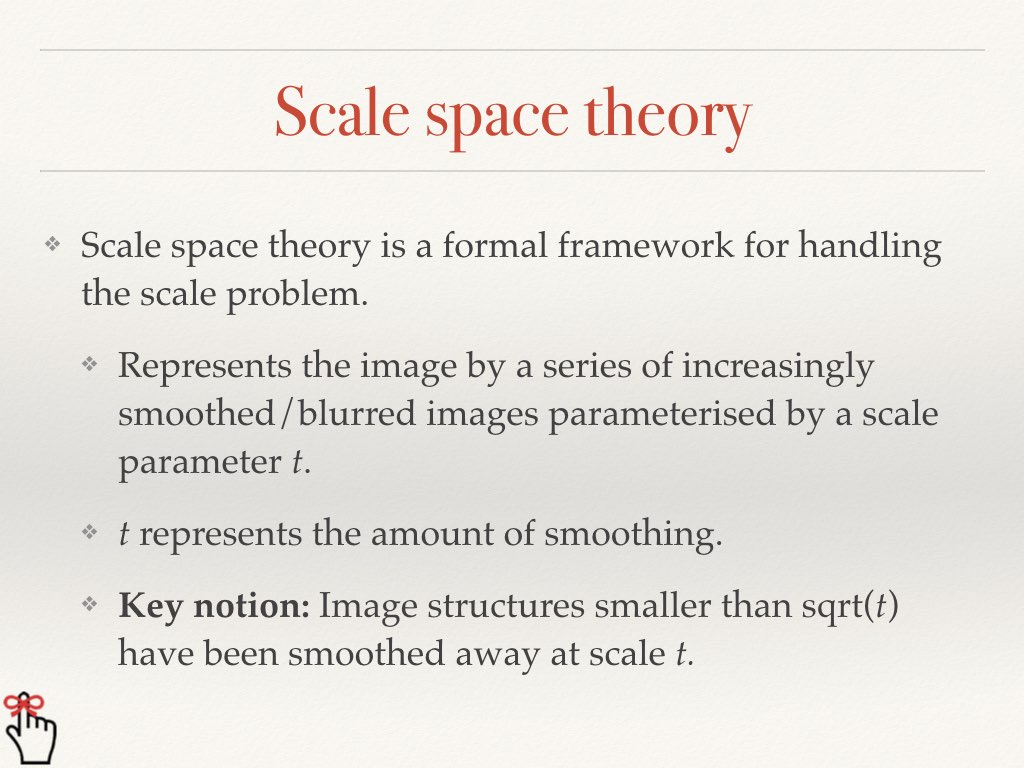 Scale space theory
❖ Scale space theory is a formal framework for handling
the scale problem.
❖ Represents the image by a series of increasingly
smoothed/blurred images parameterised by a scale
parameter t.
❖ t represents the amount of smoothing.
❖ Key notion: Image structures smaller than sqrt(t)
have been smoothed away at scale t.